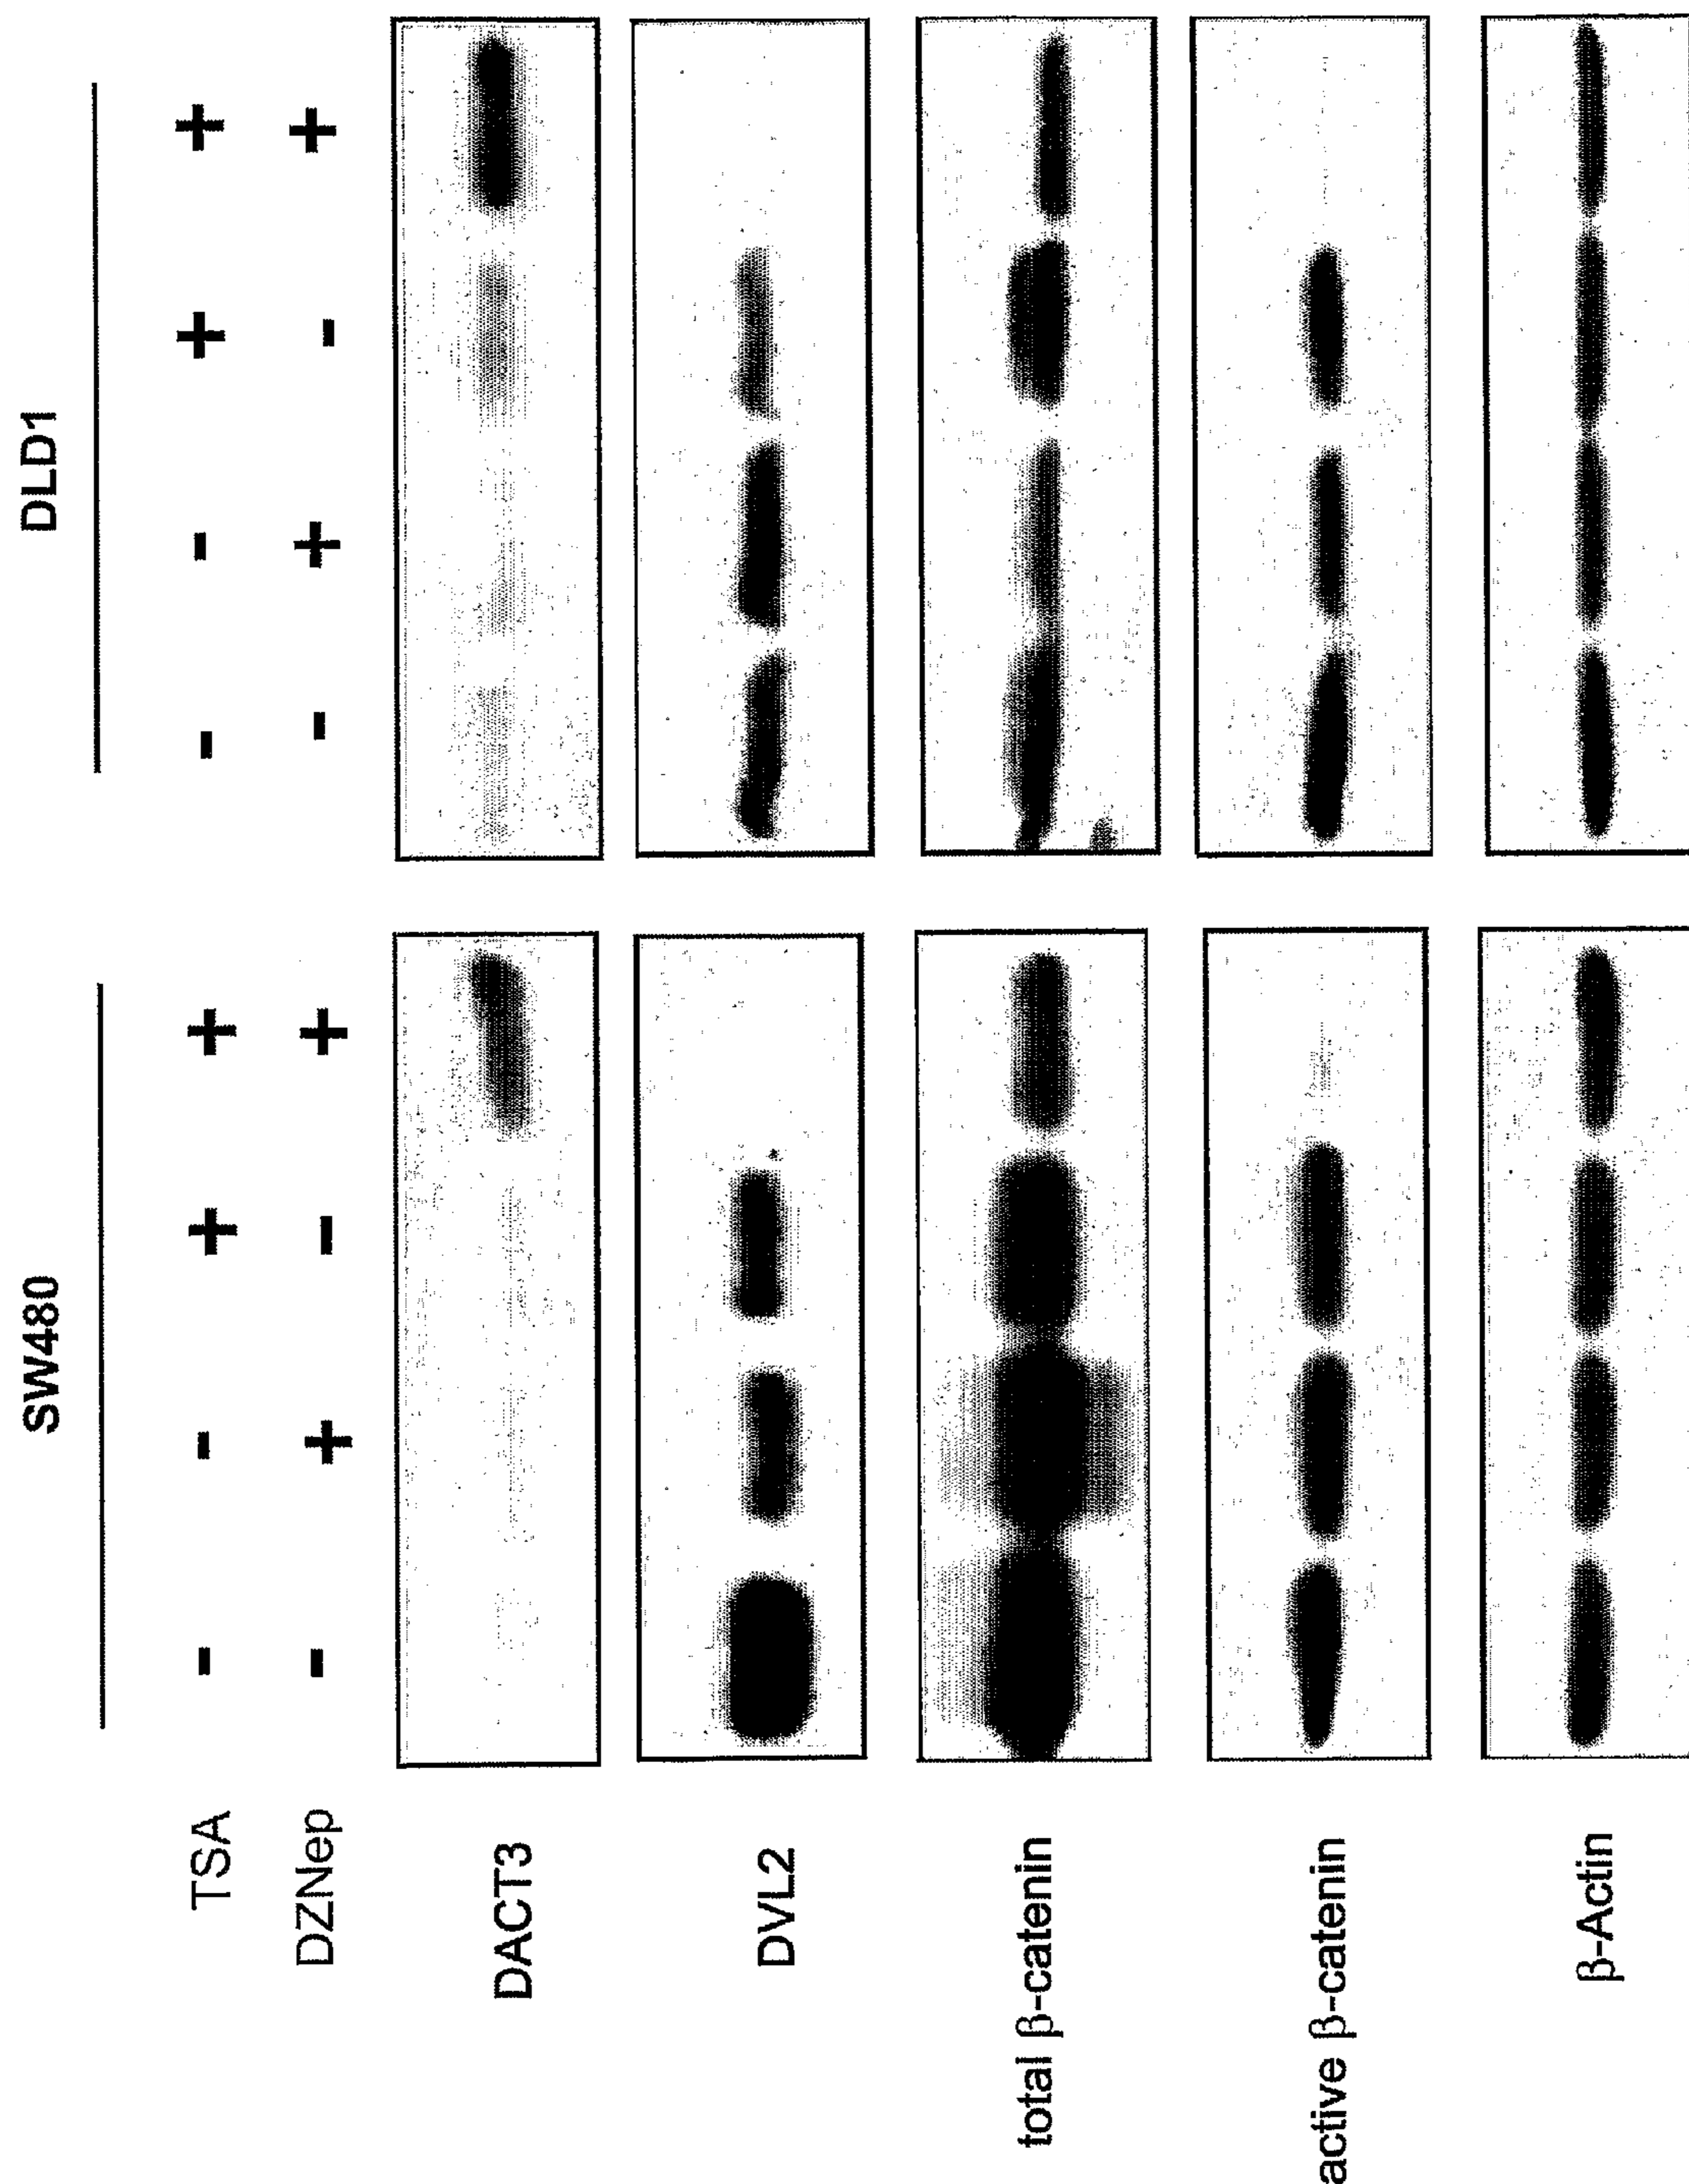 SW480 DLD1
TSA - - + + - - + +
DZNep - + - + - + - +
DACT3
DVL2
total β-catenin
active β-catenin
β-Actin